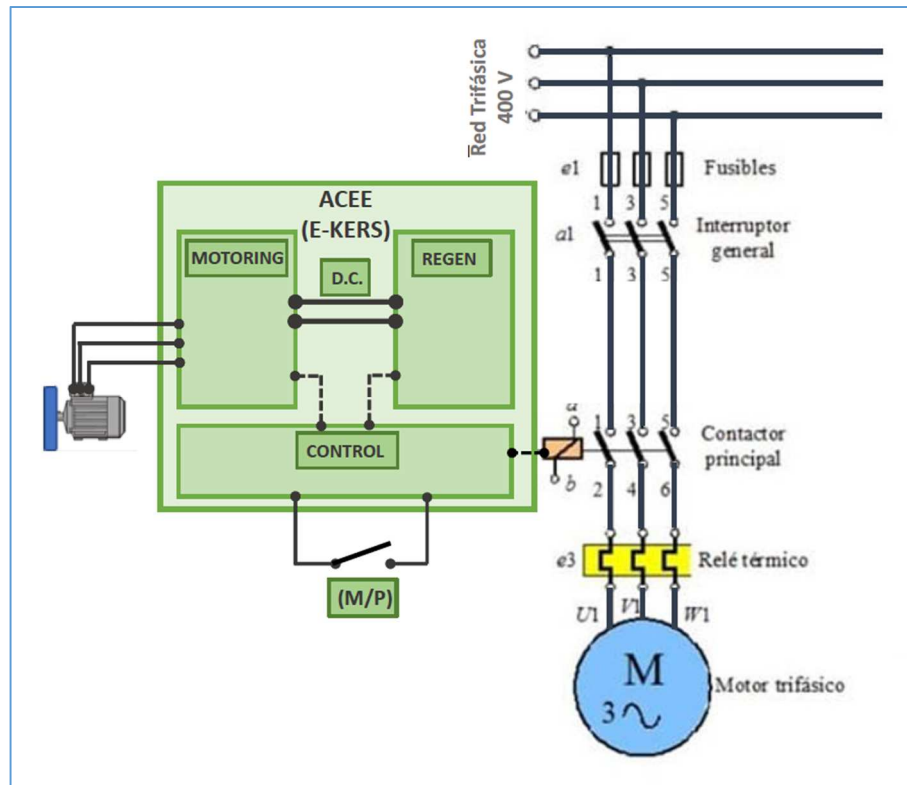 Red Trifásica
400 V
e1
Fusibles
1 3 5
a1
Interruptor
general
1 3 5
ACEE
(E-KERS)
MOTORING
D.C.
REGEN
CONTROL
(M/P)
a
b
1 3 5
Contactor
principal
2 4 6
e3
Relé térmico
U1 V1 W1
M
3
Motor trifásico